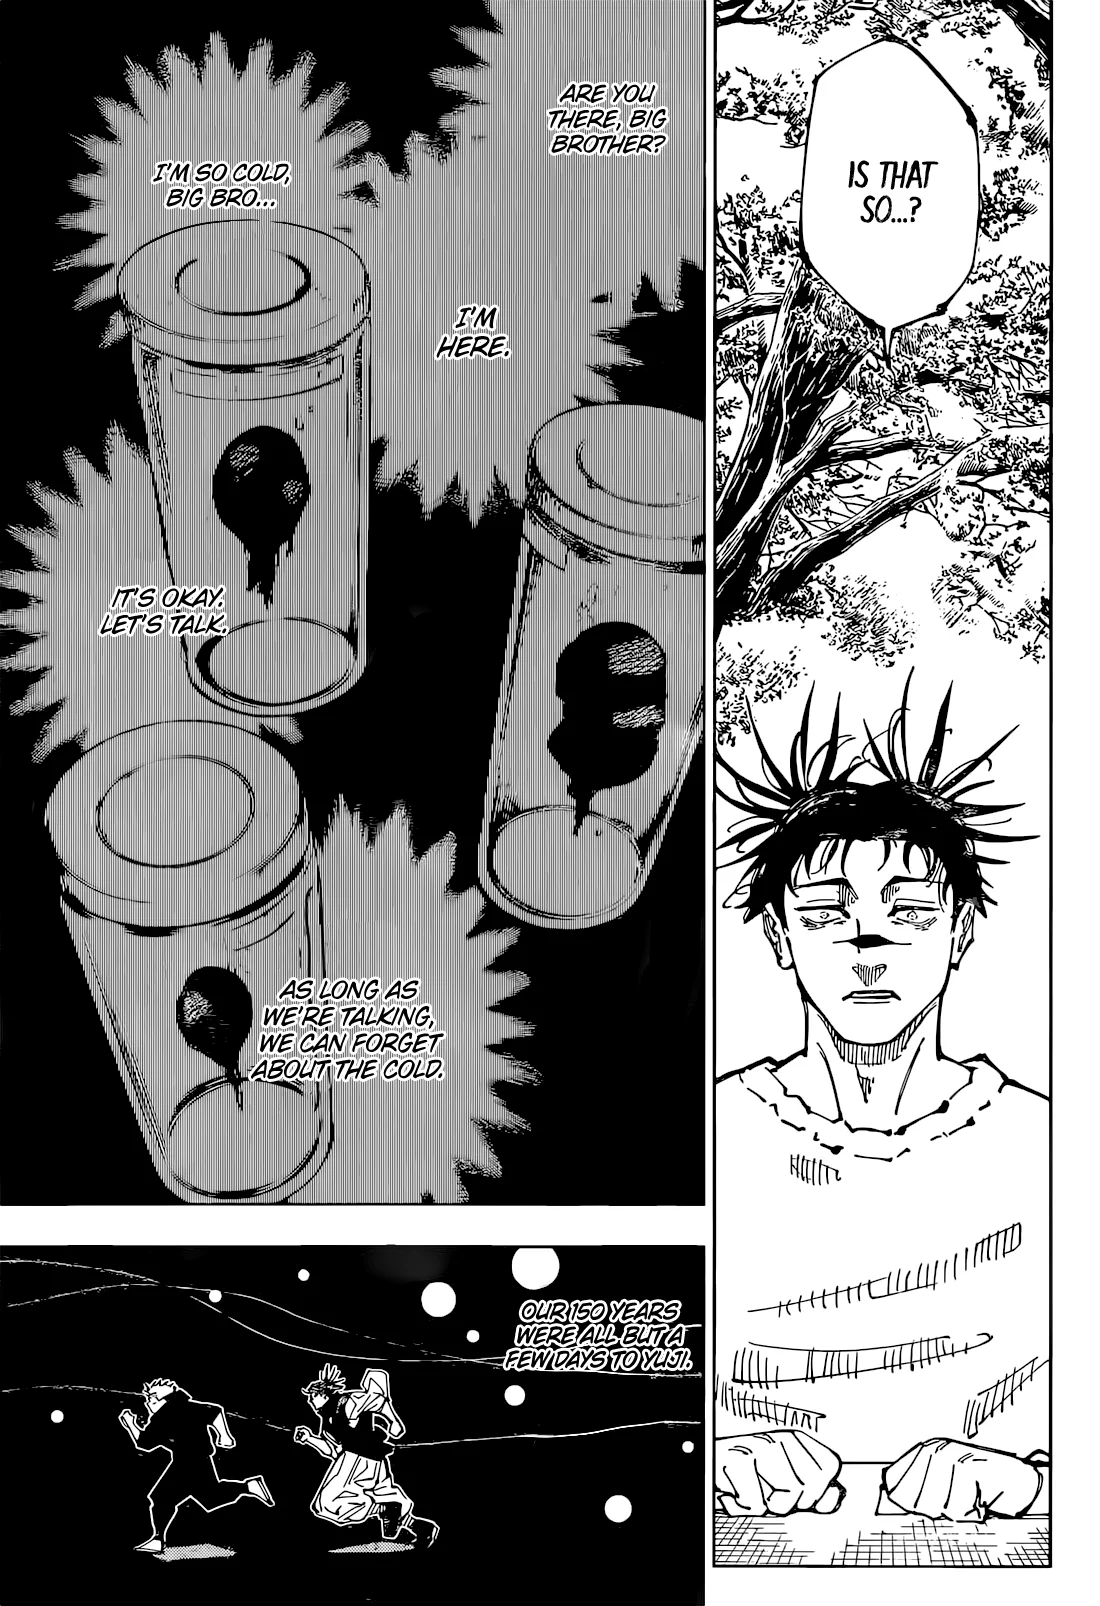 IS THAT
SO...?
ARE YOU
THERE, BIG
BROTHER?
I'M SO COLD,
BIG BRO...
I'M
HERE.
IT'S OKAY.
LET'S TALK.
AS LONG AS
WE'RE TALKING,
WE CAN FORGET
ABOUT THE COLD.
OUR 150 YEARS
WERE ALL BUT A
FEW DAYS TO YUJI.